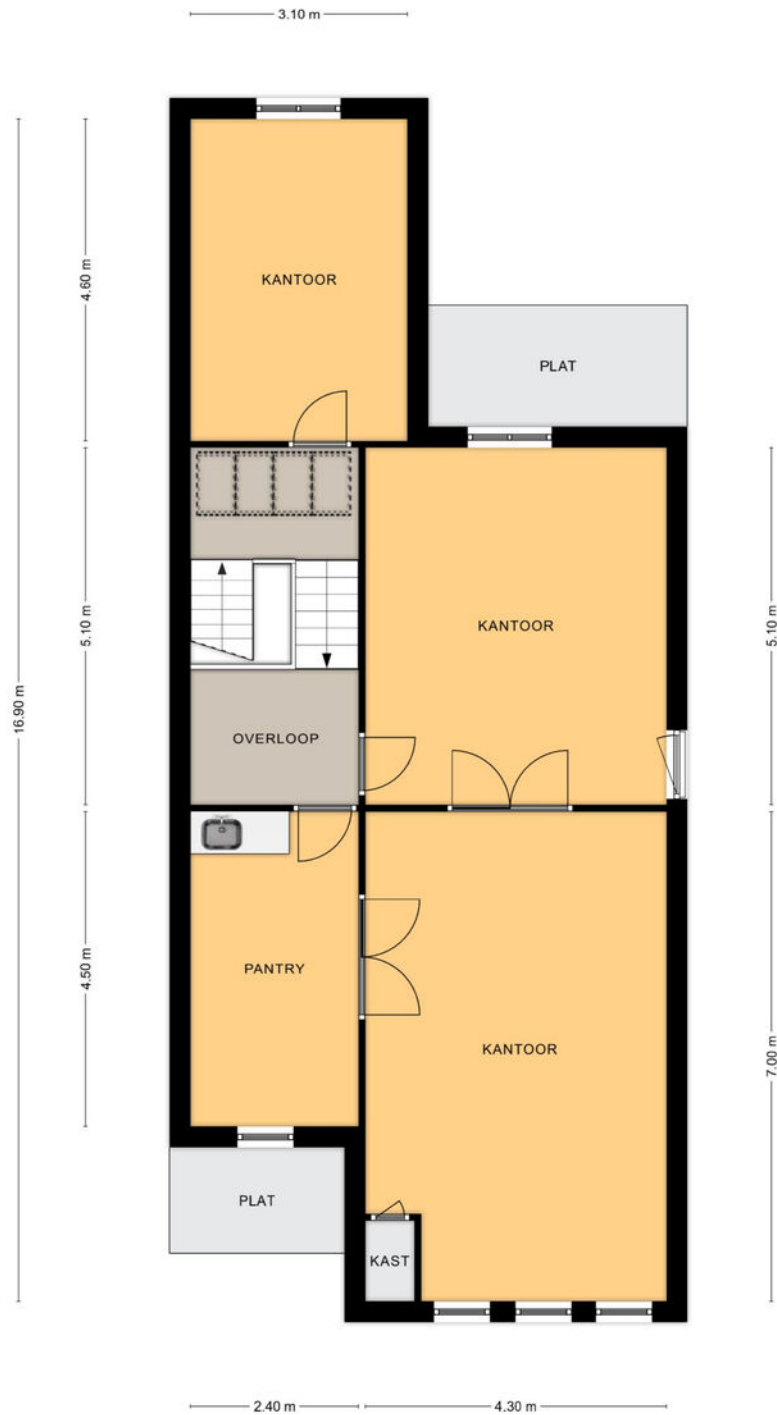 3.10 m
KANTOOR
4.60 m
PLAT
KANTOOR
5.10 m
5.10 m
16.90 m
OVERLOOP
PANTRY
4.50 m
KANTOOR
7.00 m
PLAT
KAST
2.40 m
4.30 m